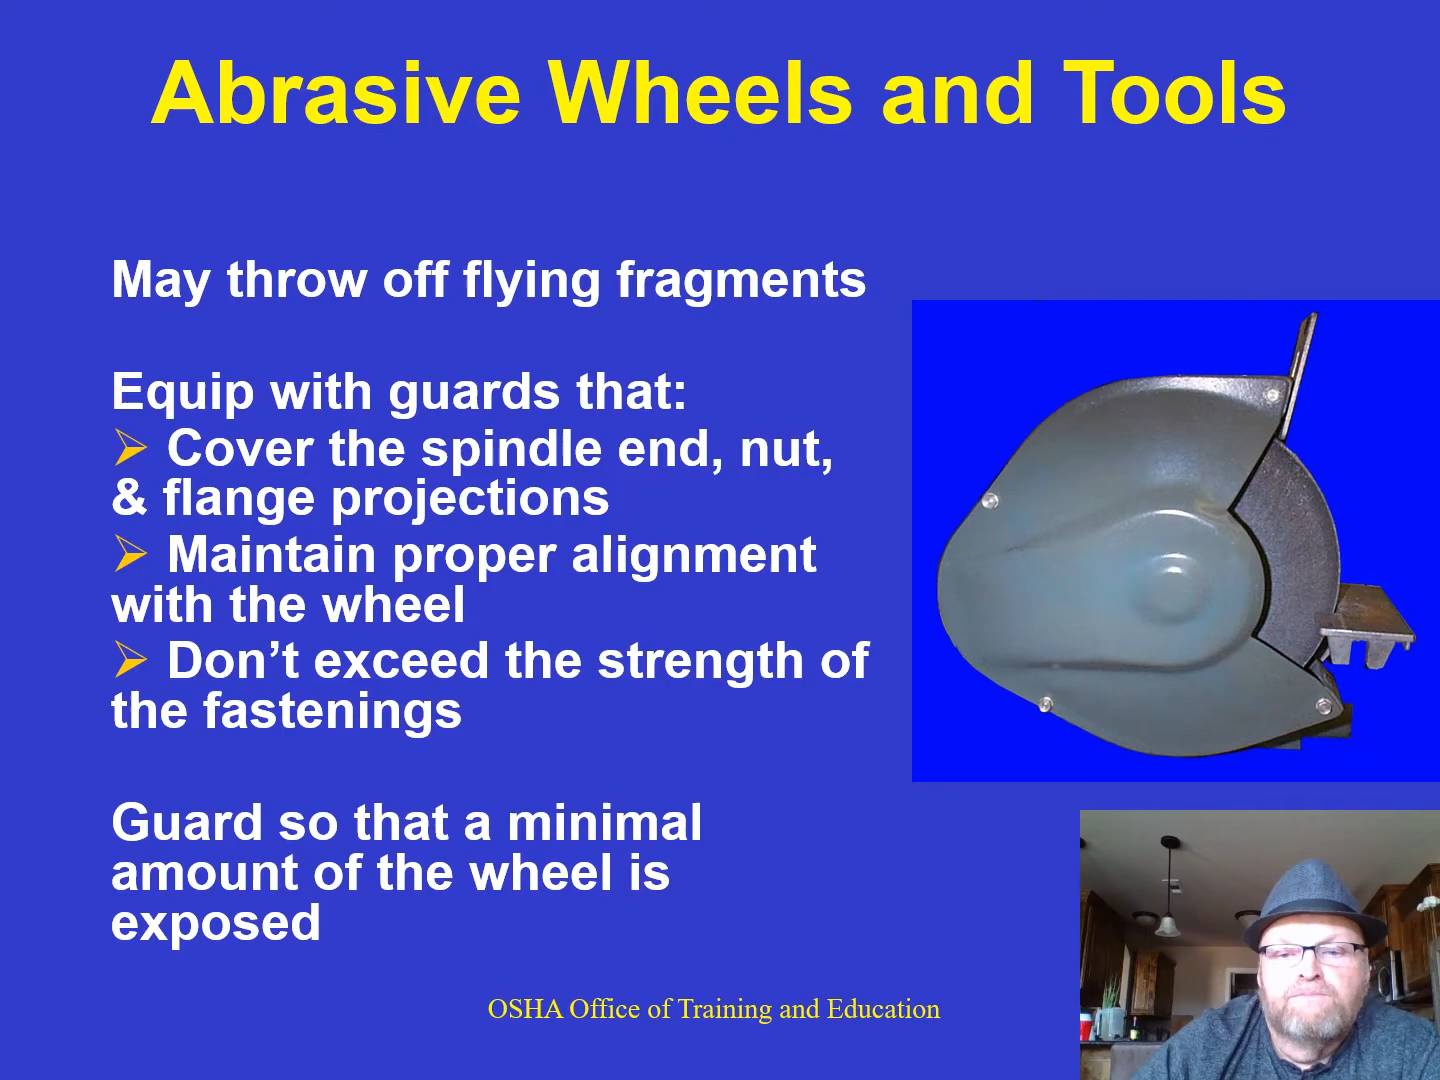 Abrasive Wheels and Tools
May throw off flying fragments
Equip with guards that:
➢ Cover the spindle end, nut,
& flange projections
➢ Maintain proper alignment
with the wheel
➢ Don’t exceed the strength of
the fastenings
Guard so that a minimal
amount of the wheel is
exposed
OSHA Office of Training and Education